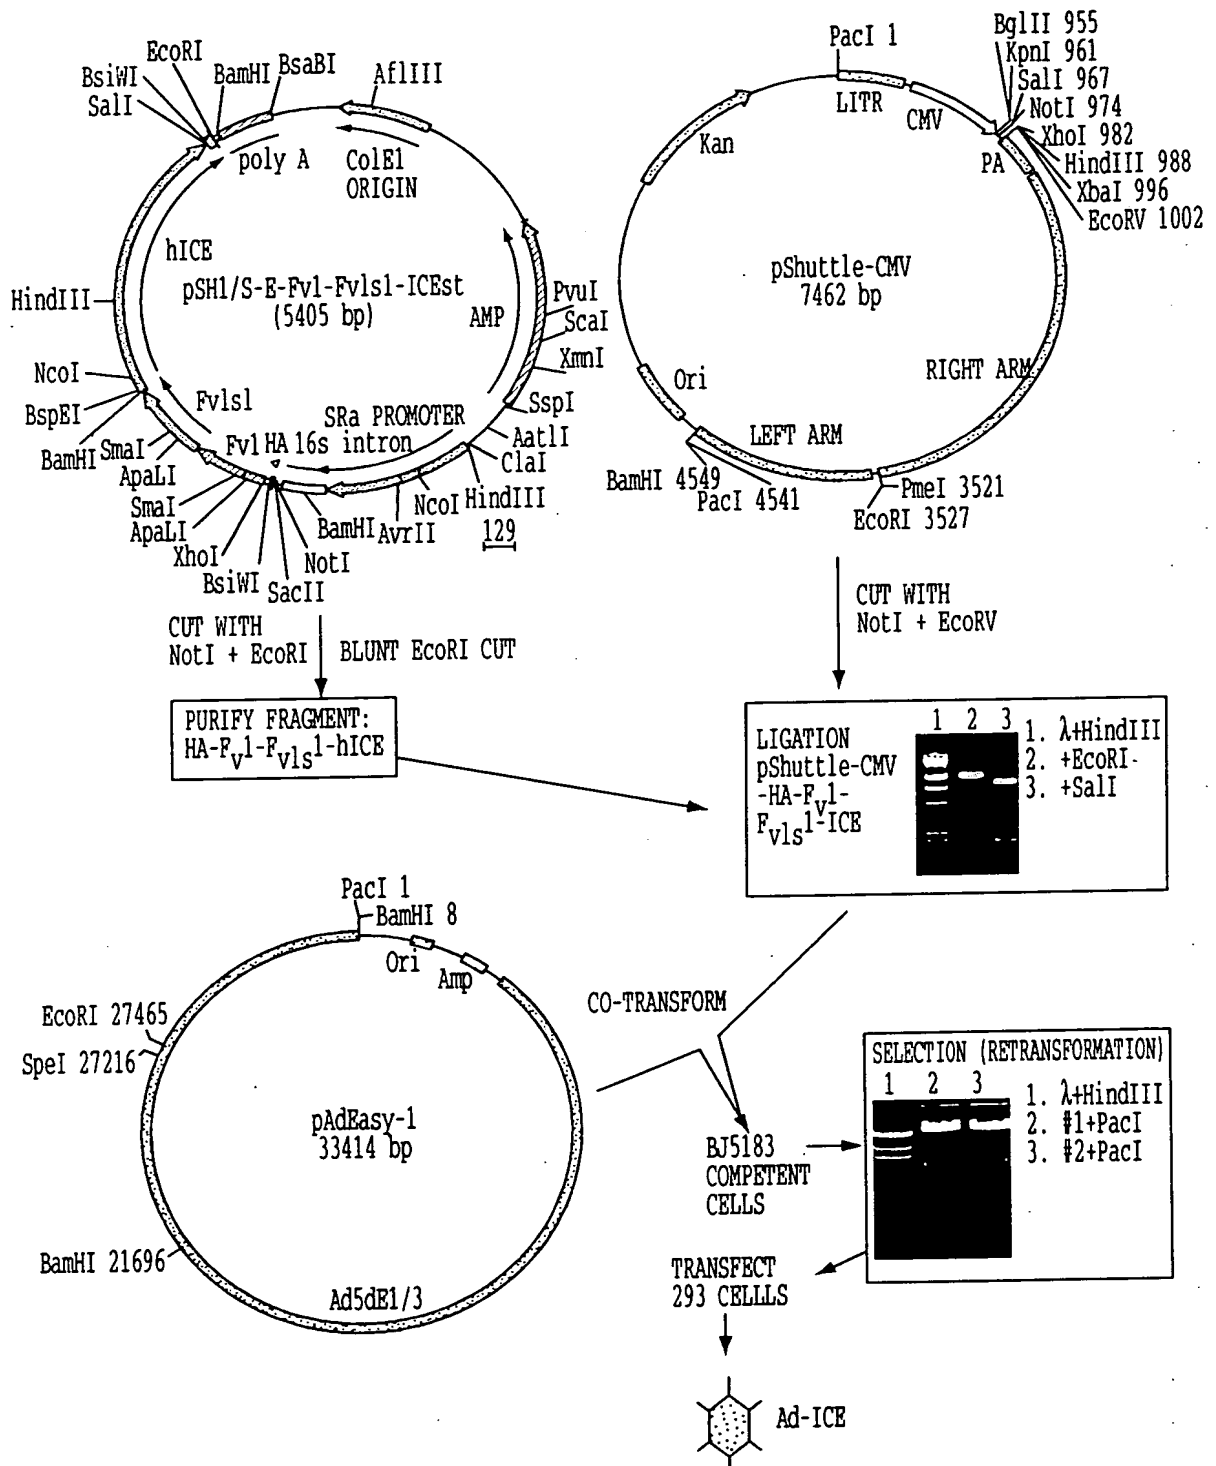 EcoRI
BsiWI
SalI
BamHI
BsaBI
AflIII
poly A
ColE1
ORIGIN
hICE
pSH1/S-E-Fv1-Fvls1-ICEst
(5405 bp)
HindIII
AMP
PvuI
ScaI
XmnI
SspI
AatlI
ClaI
HindIII
NcoI
BspEI
BamHI
SmaI
ApaLI
SmaI
ApaLI
XhoI
BsiWI
SacII
NotI
BamHI
AvrII
NcoI
129
Fvlsl
Fvl
HA
16s intron
SRa PROMOTER
PacI 1
LITR
CMV
BglII 955
KpnI 961
SalI 967
NotI 974
XhoI 982
HindIII 988
XbaI 996
EcoRV 1002
PA
Kan
pShuttle-CMV
7462 bp
RIGHT ARM
Ori
LEFT ARM
BamHI 4549
PacI 4541
PmeI 3521
EcoRI 3527
CUT WITH
NotI + EcoRI
BLUNT EcoRI CUT
CUT WITH
NotI + EcoRV
PURIFY FRAGMENT:
HA-Fv1-Fvls1-hICE
LIGATION
pShuttle-CMV
-HA-Fv1-
Fvls1-ICE
1 2 3
1. λ+HindIII
2. +EcoRI-
3. +SalI
PacI 1
BamHI 8
Ori
Amp
EcoRI 27465
SpeI 27216
pAdEasy-1
33414 bp
BamHI 21696
Ad5dE1/3
CO-TRANSFORM
BJ5183
COMPETENT
CELLS
SELECTION (RETRANSFORMATION)
1 2 3
1. λ+HindIII
2. #1+PacI
3. #2+PacI
TRANSFECT
293 CELLLS
Ad-ICE